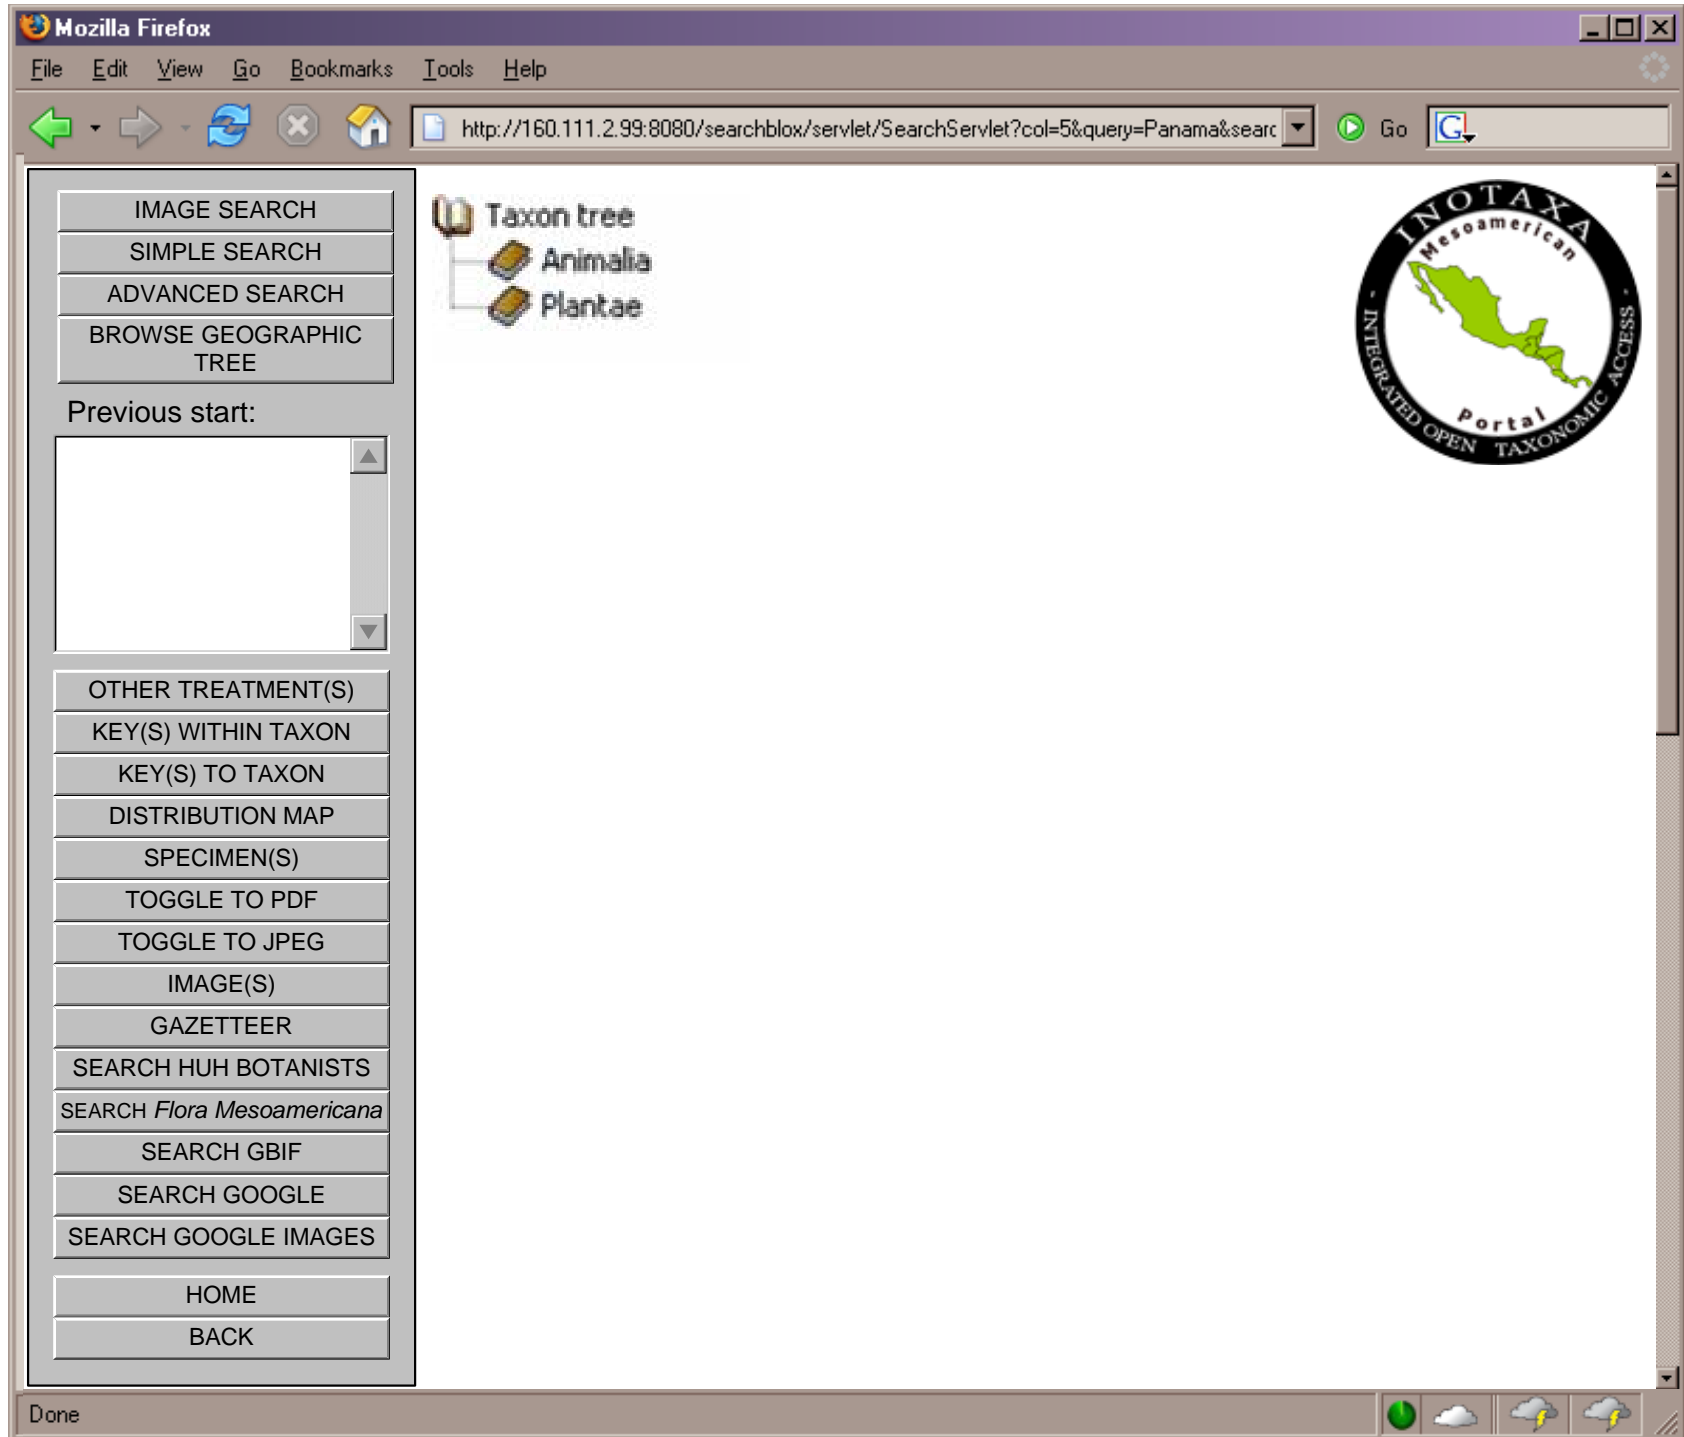 Mozilla Firefox
File Edit View Go Bookmarks Tools Help
http://160.111.2.99:8080/searchblox/servlet/SearchServlet?col=5&query=Panama&searc Go G
IMAGE SEARCH
SIMPLE SEARCH
ADVANCED SEARCH
BROWSE GEOGRAPHIC
TREE
Previous start:
OTHER TREATMENT(S)
KEY(S) WITHIN TAXON
KEY(S) TO TAXON
DISTRIBUTION MAP
SPECIMEN(S)
TOGGLE TO PDF
TOGGLE TO JPEG
IMAGE(S)
GAZETTEER
SEARCH HUH BOTANISTS
SEARCH Flora Mesoamericana
SEARCH GBIF
SEARCH GOOGLE
SEARCH GOOGLE IMAGES
HOME
BACK
Taxon tree
Animalia
Plantae
INOTAXA
Mesoamerican
Portal
- INTEGRATED OPEN TAXONOMIC ACCESS -
Done